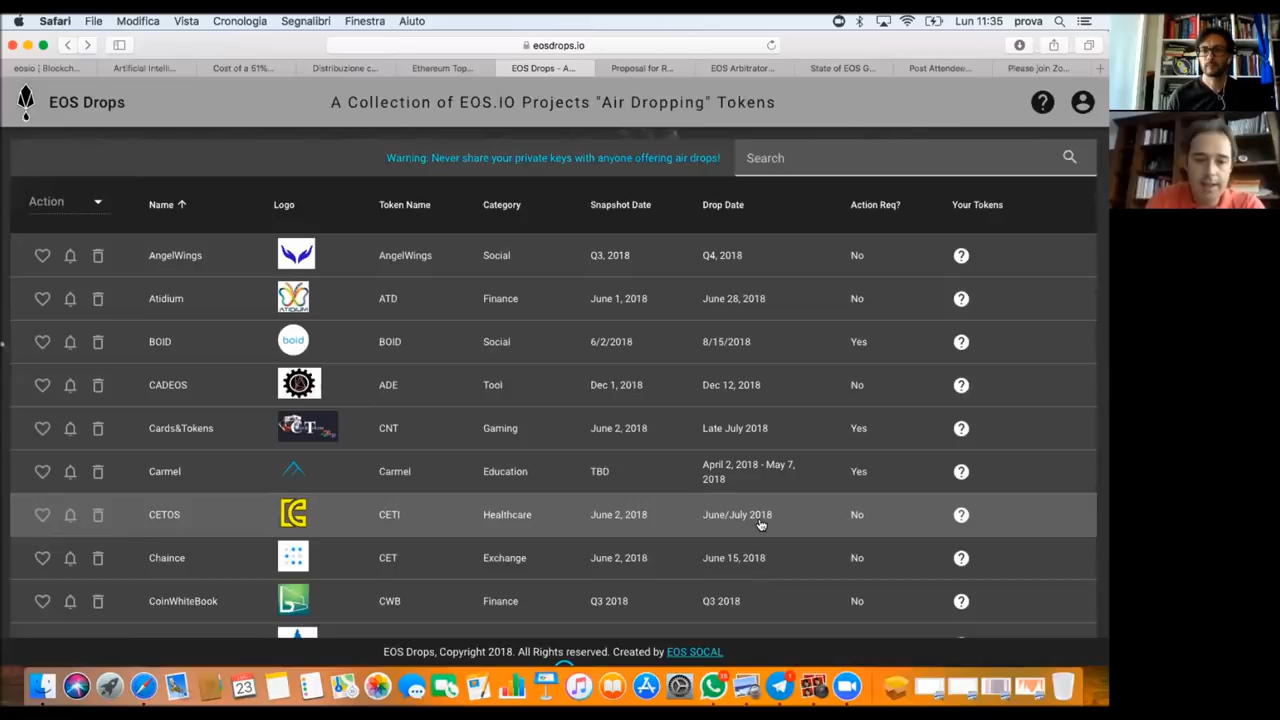 Safari File Modifica Vista Cronologia Segnalibri Finestra Aiuto Lun 11:35 prova
eosdrops.io
eosio | Blockch... Artificial Intelli... Cost of a 51%... Distribuzione c... Ethereum Top... EOS Drops - A... Proposal for R... EOS Arbitrator... State of EOS G... Post Attendee... Please join Zo...
EOS Drops A Collection of EOS.IO Projects "Air Dropping" Tokens
Warning: Never share your private keys with anyone offering air drops! Search
Action Name Logo Token Name Category Snapshot Date Drop Date Action Req? Your Tokens
AngelWings AngelWings Social Q3, 2018 Q4, 2018 No
Atidium ATIDIUM ATD Finance June 1, 2018 June 28, 2018 No
BOID boid BOID Social 6/2/2018 8/15/2018 Yes
CADEOS ADE Tool Dec 1, 2018 Dec 12, 2018 No
Cards&Tokens CT CNT Gaming June 2, 2018 Late July 2018 Yes
Carmel Carmel Education TBD April 2, 2018 - May 7, 2018 Yes
CETOS CETI Healthcare June 2, 2018 June/July 2018 No
Chaince CET Exchange June 2, 2018 June 15, 2018 No
CoinWhiteBook CWB Finance Q3 2018 Q3 2018 No
EOS Drops, Copyright 2018. All Rights reserved. Created by EOS SOCAL
23